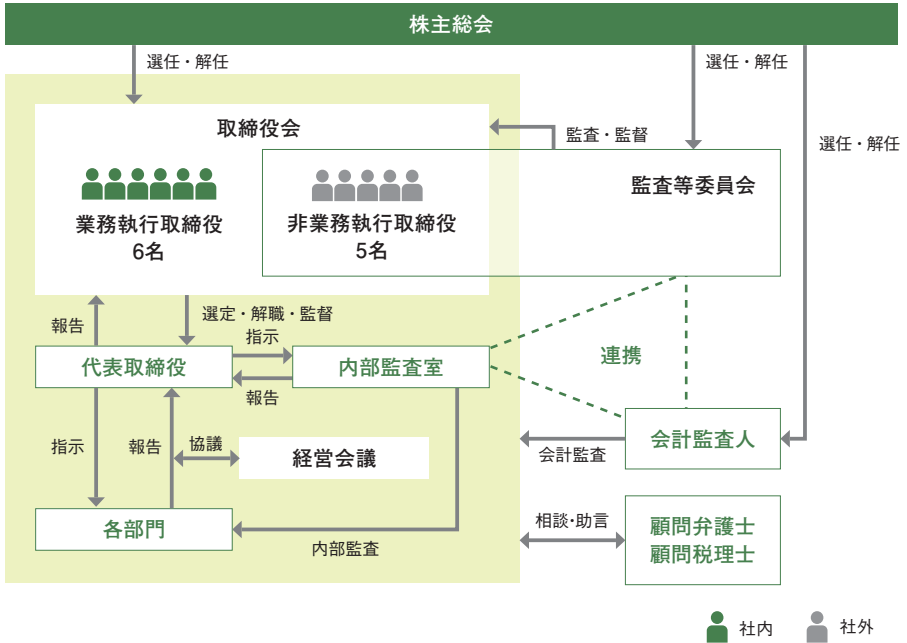 株主総会
選任・解任
選任・解任
選任・解任
取締役会
監査・監督
監査等委員会
業務執行取締役
6名
非業務執行取締役
5名
選定・解職・監督
報告
指示
代表取締役
内部監査室
連携
報告
指示
報告
協議
経営会議
会計監査人
会計監査
各部門
内部監査
相談・助言
顧問弁護士
顧問税理士
社内
社外